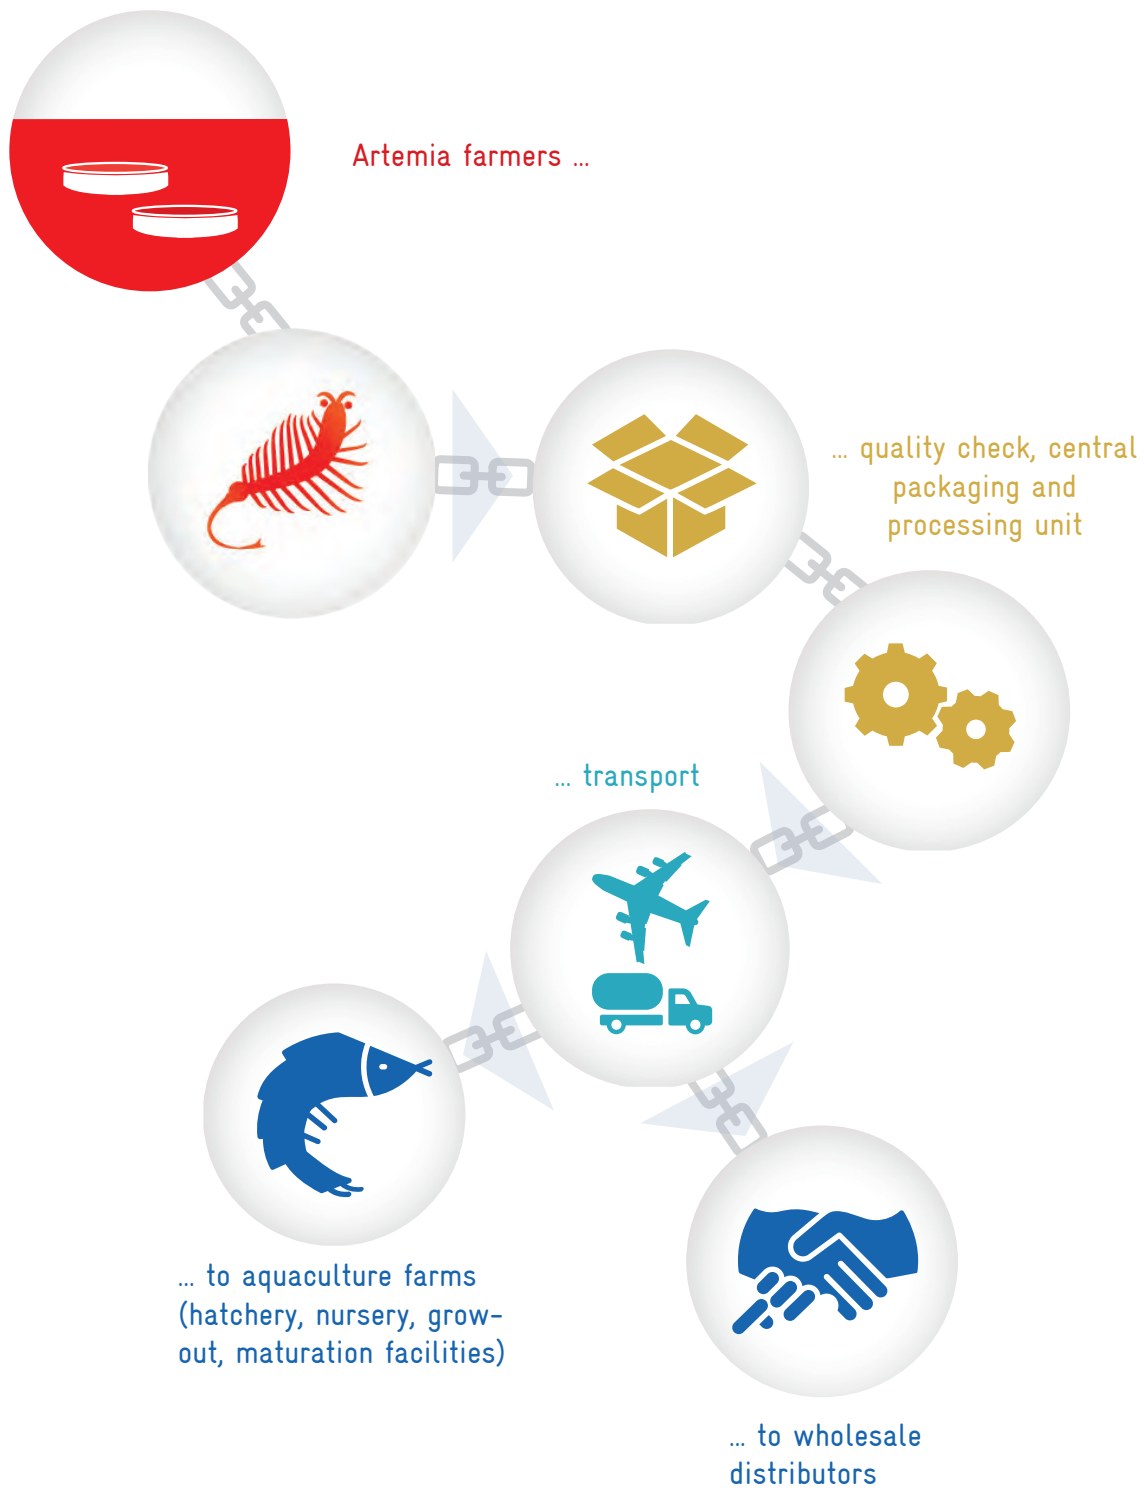 Artemia farmers ...
... quality check, central
packaging and
processing unit
... transport
... to aquaculture farms
(hatchery, nursery, grow-
out, maturation facilities)
... to wholesale
distributors